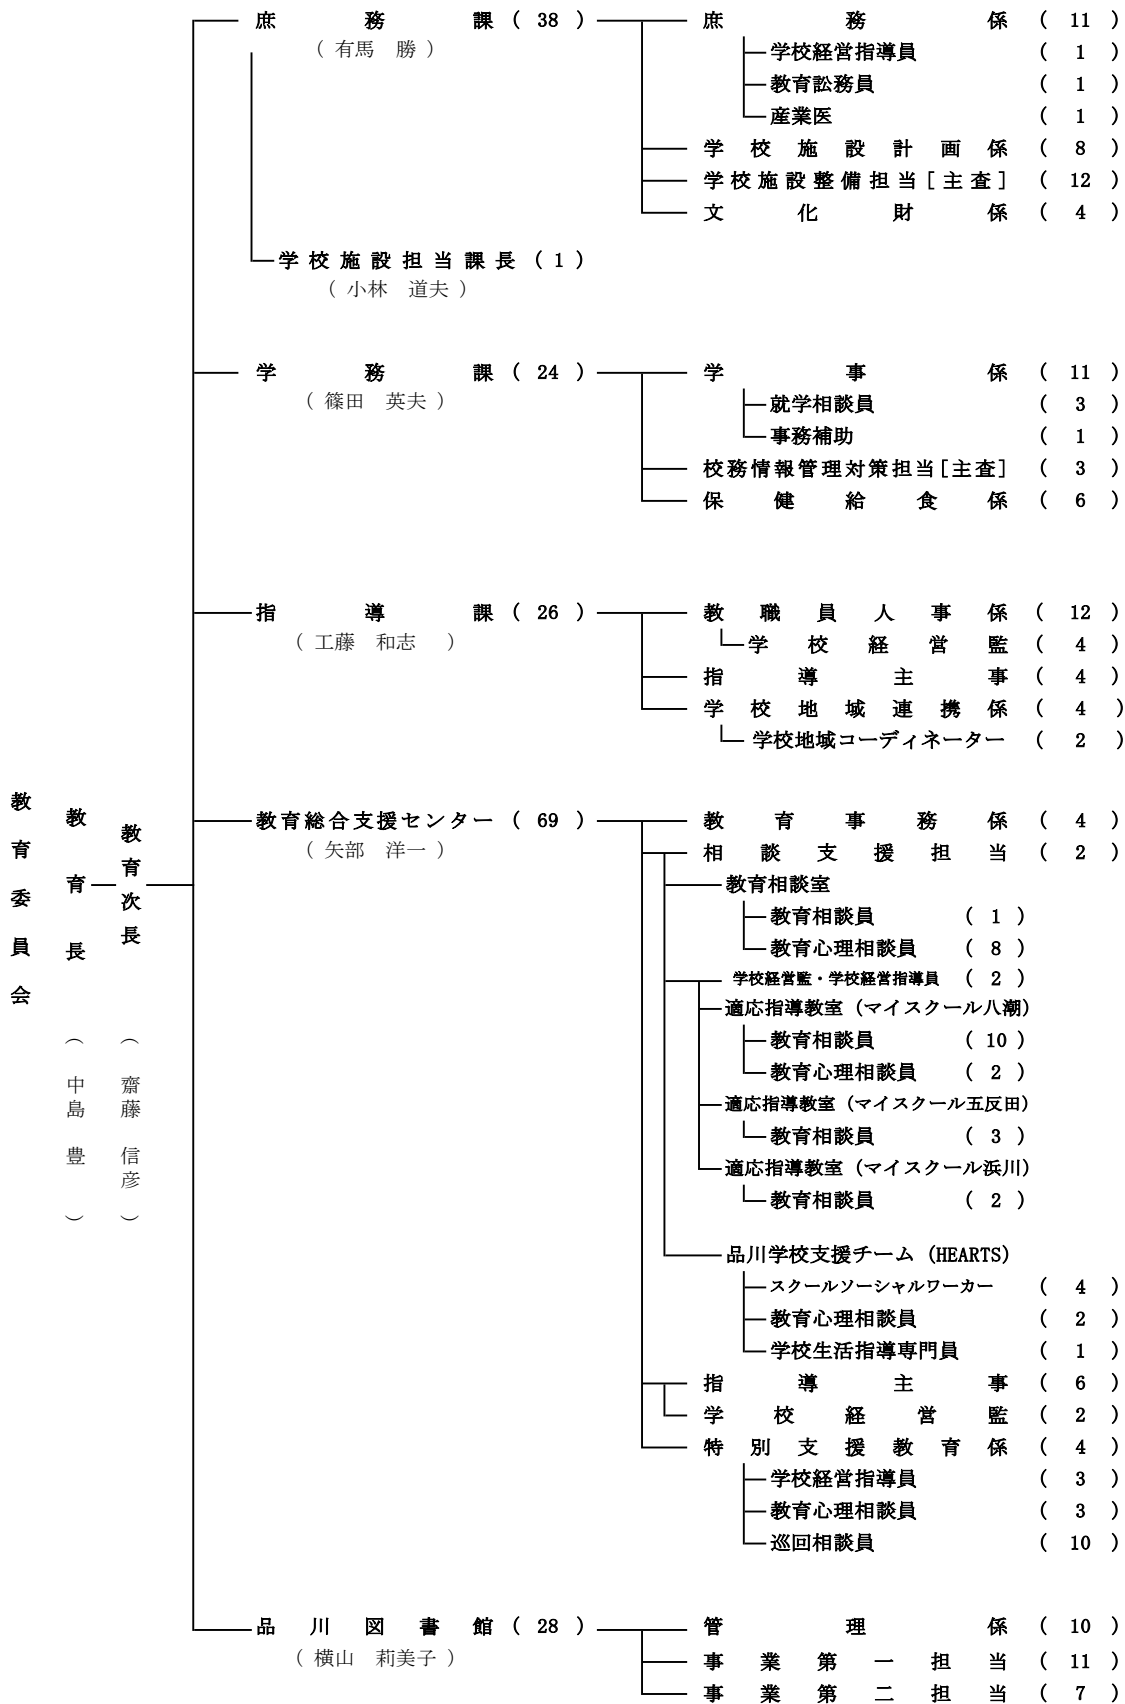 庶務課 ( 38 ) 庶務係 ( 11 )
( 有馬 勝 ) 学校経営指導員 ( 1 )
教育訟務員 ( 1 )
産業医 ( 1 )
学校施設計画係 ( 8 )
学校施設整備担当[主査] ( 12 )
文化財係 ( 4 )
学校施設担当課長 ( 1 )
( 小林 道夫 )
学務課 ( 24 ) 学事係 ( 11 )
( 篠田 英夫 ) 就学相談員 ( 3 )
事務補助 ( 1 )
校務情報管理対策担当[主査] ( 3 )
保健給食係 ( 6 )
指導課 ( 26 ) 教職員人事係 ( 12 )
( 工藤 和志 ) 学校経営監 ( 4 )
指導主事 ( 4 )
学校地域連携係 ( 4 )
学校地域コーディネーター ( 2 )
教育委員会
教育長 ( 中島 豊 )
教育次長 ( 齋藤 信彦 )
教育総合支援センター ( 69 ) 教育事務係 ( 4 )
( 矢部 洋一 ) 相談支援担当 ( 2 )
教育相談室
教育相談員 ( 1 )
教育心理相談員 ( 8 )
学校経営監・学校経営指導員 ( 2 )
適応指導教室 (マイスクール八潮)
教育相談員 ( 10 )
教育心理相談員 ( 2 )
適応指導教室 (マイスクール五反田)
教育相談員 ( 3 )
適応指導教室 (マイスクール浜川)
教育相談員 ( 2 )
品川学校支援チーム (HEARTS)
スクールソーシャルワーカー ( 4 )
教育心理相談員 ( 2 )
学校生活指導専門員 ( 1 )
指導主事 ( 6 )
学校経営監 ( 2 )
特別支援教育係 ( 4 )
学校経営指導員 ( 3 )
教育心理相談員 ( 3 )
巡回相談員 ( 10 )
品川図書館 ( 28 ) 管理係 ( 10 )
( 横山 莉美子 ) 事業第一担当 ( 11 )
事業第二担当 ( 7 )